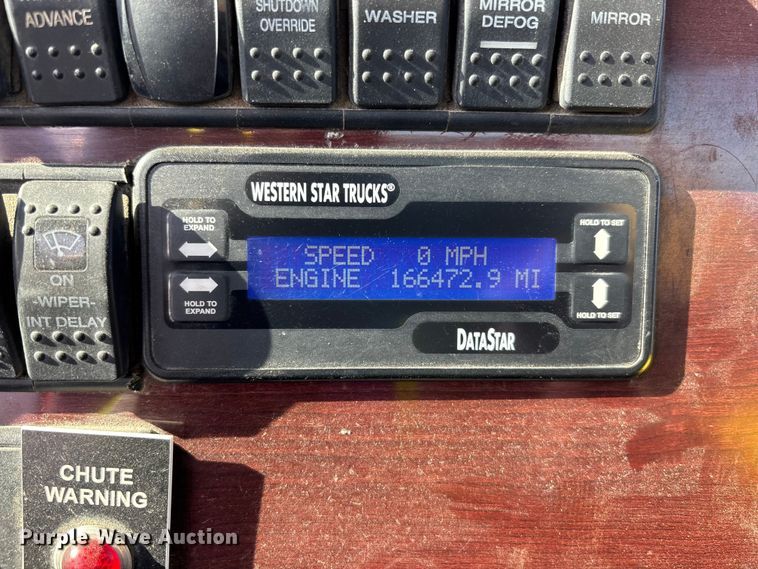 ADVANCE
SHUTDOWN
OVERRIDE
WASHER
MIRROR
DEFOG
MIRROR
WESTERN STAR TRUCKS®
HOLD TO
EXPAND
HOLD TO SET
SPEED 0 MPH
ENGINE 166472.9 MI
HOLD TO
EXPAND
HOLD TO SET
DATASTAR
ON
-WIPER-
INT DELAY
CHUTE
WARNING
Purple Wave Auction